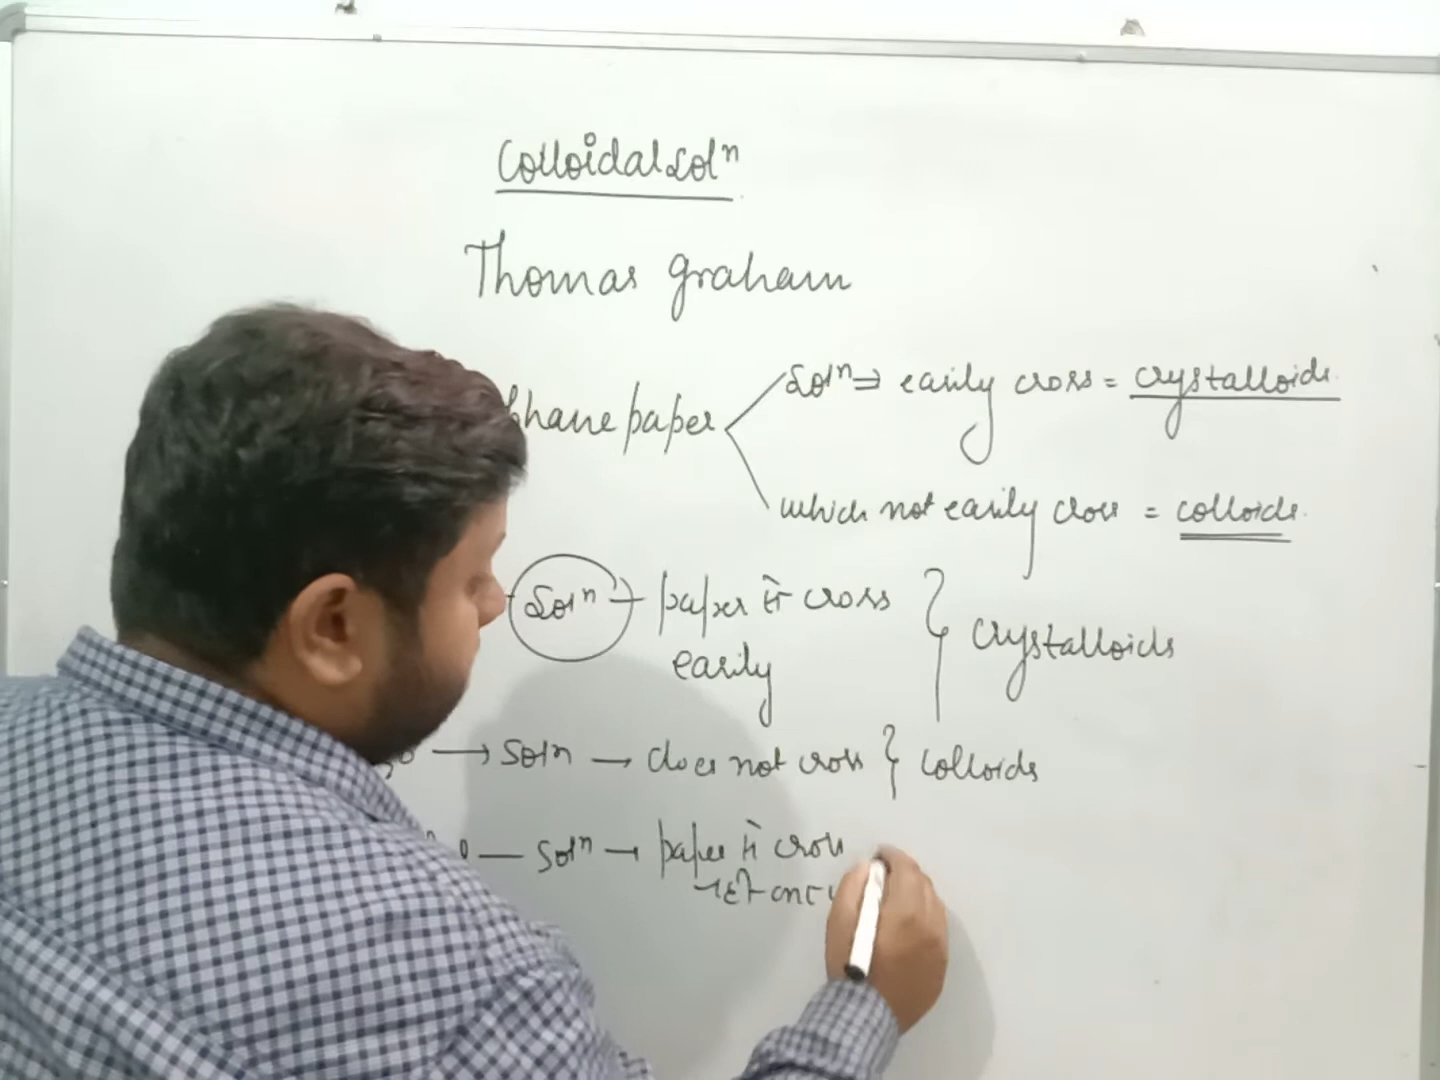 Colloidal Solⁿ
Thomas graham
phane paper
Solⁿ ⇒ easily cross = crystalloids
which not easily cross = colloids
Solⁿ → paper से cross } crystalloids
easily
→ Soln → does not cross } Colloids
— Solⁿ → paper से cross